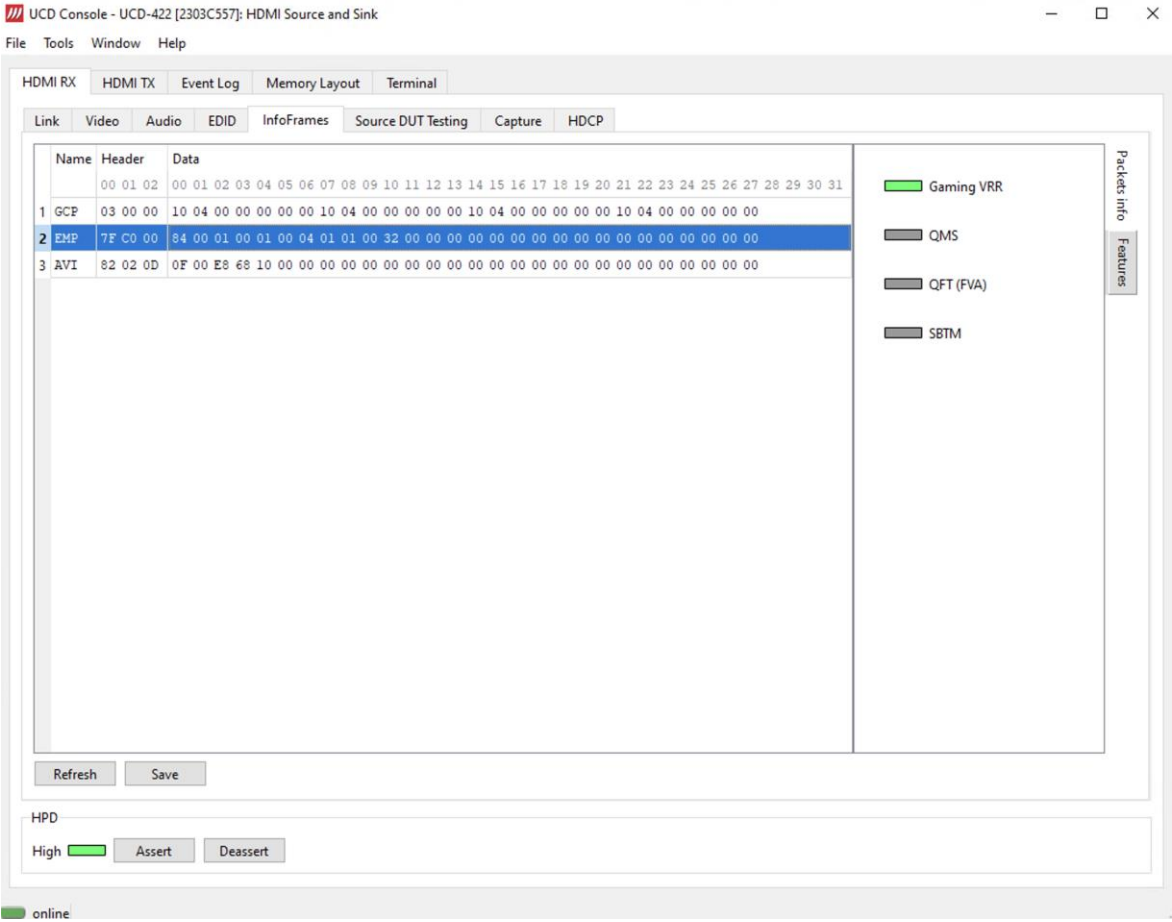 UCD Console - UCD-422 [2303C557]: HDMI Source and Sink
File Tools Window Help
HDMI RX HDMI TX Event Log Memory Layout Terminal
Link Video Audio EDID InfoFrames Source DUT Testing Capture HDCP
Name Header Data
00 01 02 00 01 02 03 04 05 06 07 08 09 10 11 12 13 14 15 16 17 18 19 20 21 22 23 24 25 26 27 28 29 30 31
1 GCP 03 00 00 10 04 00 00 00 00 00 10 04 00 00 00 00 00 10 04 00 00 00 00 00 10 04 00 00 00 00 00
2 EMP 7F C0 00 84 00 01 00 01 00 04 01 01 00 32 00 00 00 00 00 00 00 00 00 00 00 00 00 00 00 00 00
3 AVI 82 02 0D 0F 00 E8 68 10 00 00 00 00 00 00 00 00 00 00 00 00 00 00 00 00 00 00 00 00 00 00 00
Gaming VRR
QMS
QFT (FVA)
SBTM
Packets info
Features
Refresh Save
HPD
High Assert Deassert
online